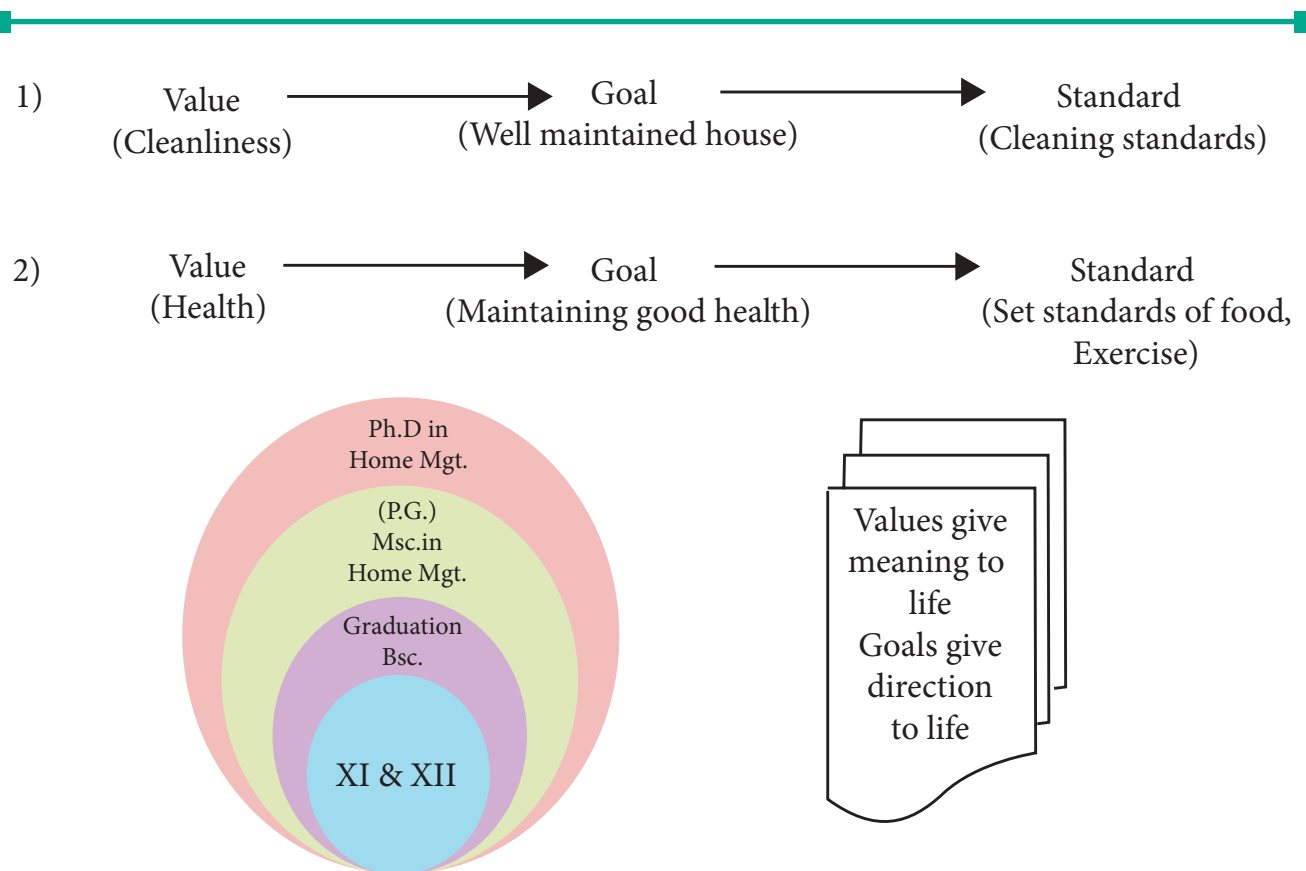 1) Value Goal Standard
(Cleanliness) (Well maintained house) (Cleaning standards)
2) Value Goal Standard
(Health) (Maintaining good health) (Set standards of food,
Exercise)
Ph.D in
Home Mgt.
(P.G.)
Msc.in
Home Mgt.
Graduation
Bsc.
XI & XII
Values give
meaning to
life
Goals give
direction
to life